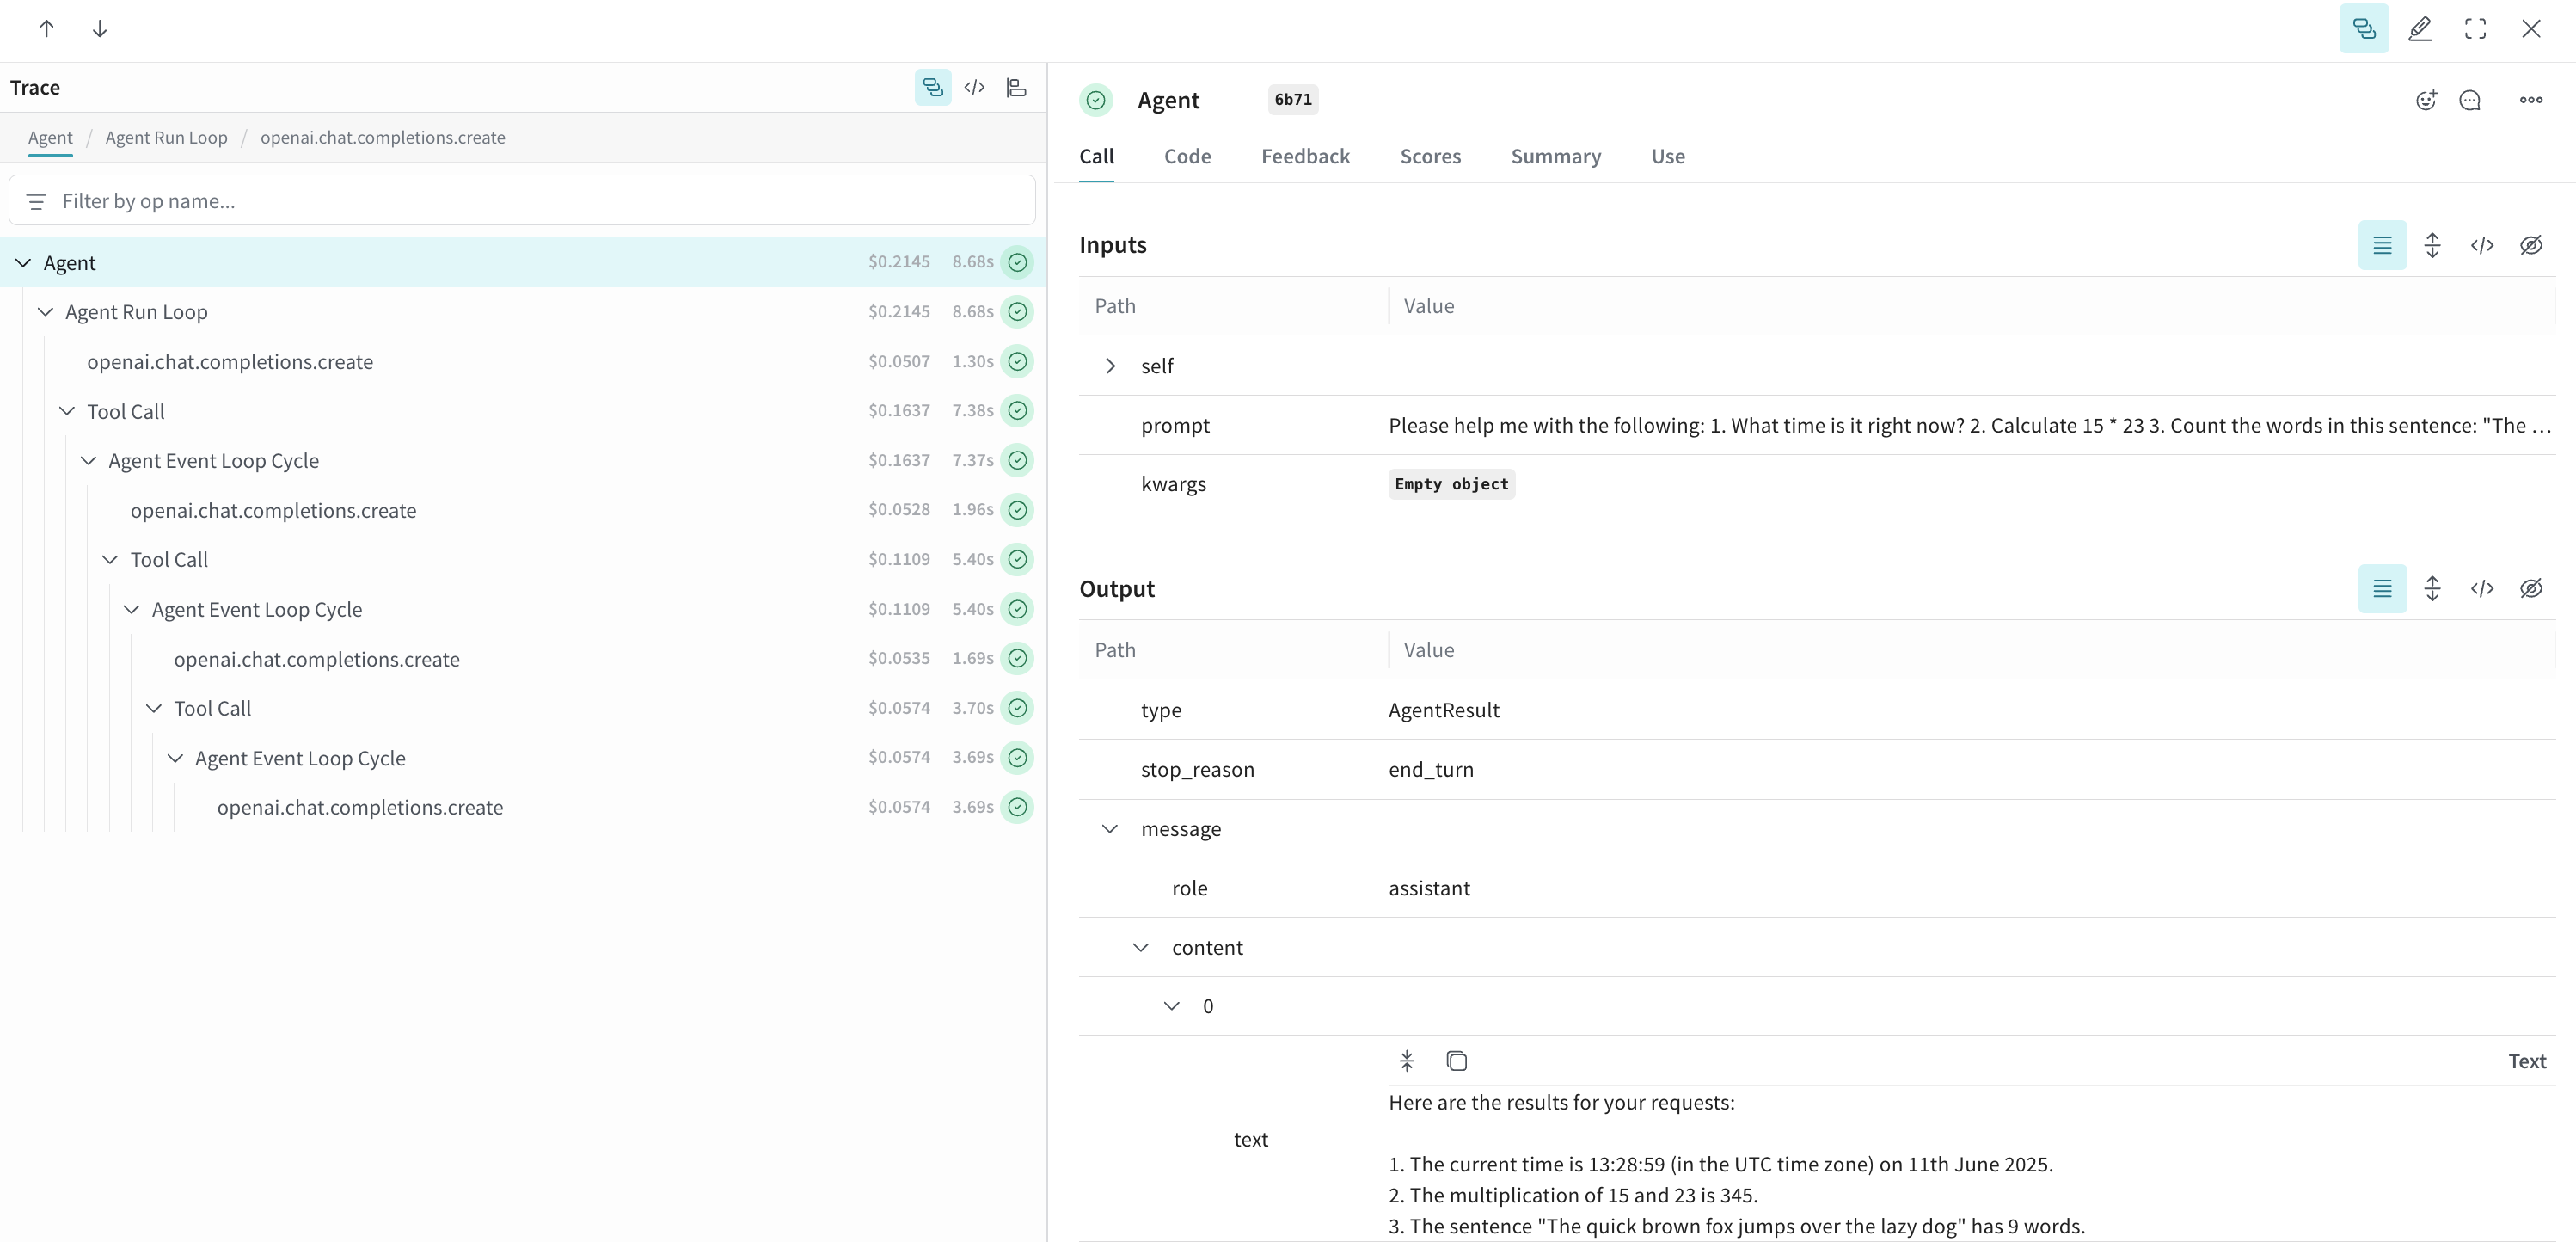 Trace
Agent / Agent Run Loop / openai.chat.completions.create
Filter by op name...
Agent $0.2145 8.68s
Agent Run Loop $0.2145 8.68s
openai.chat.completions.create $0.0507 1.30s
Tool Call $0.1637 7.38s
Agent Event Loop Cycle $0.1637 7.37s
openai.chat.completions.create $0.0528 1.96s
Tool Call $0.1109 5.40s
Agent Event Loop Cycle $0.1109 5.40s
openai.chat.completions.create $0.0535 1.69s
Tool Call $0.0574 3.70s
Agent Event Loop Cycle $0.0574 3.69s
openai.chat.completions.create $0.0574 3.69s
Agent 6b71
Call Code Feedback Scores Summary Use
Inputs
Path Value
self
prompt Please help me with the following: 1. What time is it right now? 2. Calculate 15 * 23 3. Count the words in this sentence: "The ...
kwargs Empty object
Output
Path Value
type AgentResult
stop_reason end_turn
message
role assistant
content
0
Text
text
Here are the results for your requests:
1. The current time is 13:28:59 (in the UTC time zone) on 11th June 2025.
2. The multiplication of 15 and 23 is 345.
3. The sentence "The quick brown fox jumps over the lazy dog" has 9 words.